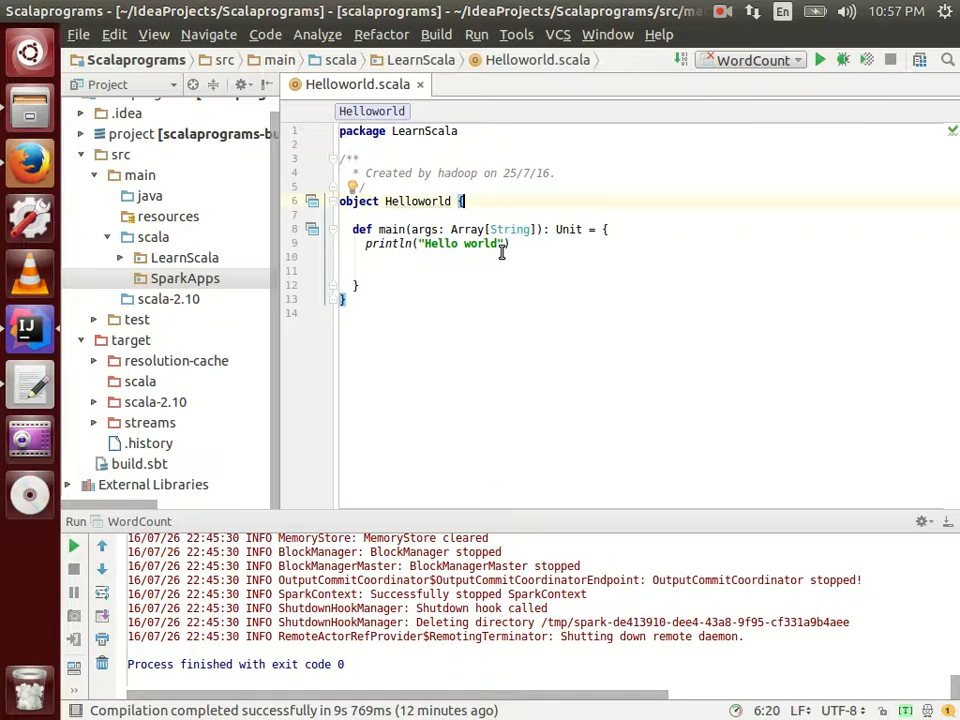 Scalaprograms - [~/IdeaProjects/Scalaprograms] - [scalaprograms] - ~/IdeaProjects/Scalaprograms/src/ma
En
10:57 PM
File Edit View Navigate Code Analyze Refactor Build Run Tools VCS Window Help
Scalaprograms src main scala LearnScala Helloworld.scala
WordCount
Project
Helloworld.scala
Helloworld
.idea
project [scalaprograms-bu
src
main
java
resources
scala
LearnScala
SparkApps
scala-2.10
test
target
resolution-cache
scala
scala-2.10
streams
.history
build.sbt
External Libraries
1 package LearnScala
2
3 /**
4 * Created by hadoop on 25/7/16.
5 */
6 object Helloworld {
7
8 def main(args: Array[String]): Unit = {
9 println("Hello world")
10
11
12 }
13 }
14
Run WordCount
16/07/26 22:45:30 INFO MemoryStore: MemoryStore cleared
16/07/26 22:45:30 INFO BlockManager: BlockManager stopped
16/07/26 22:45:30 INFO BlockManagerMaster: BlockManagerMaster stopped
16/07/26 22:45:30 INFO OutputCommitCoordinator$OutputCommitCoordinatorEndpoint: OutputCommitCoordinator stopped!
16/07/26 22:45:30 INFO SparkContext: Successfully stopped SparkContext
16/07/26 22:45:30 INFO ShutdownHookManager: Shutdown hook called
16/07/26 22:45:30 INFO ShutdownHookManager: Deleting directory /tmp/spark-de413910-dee4-43a8-9f95-cf331a9b4aee
16/07/26 22:45:30 INFO RemoteActorRefProvider$RemotingTerminator: Shutting down remote daemon.
Process finished with exit code 0
Compilation completed successfully in 9s 769ms (12 minutes ago)
6:20 LF UTF-8 [T] 1